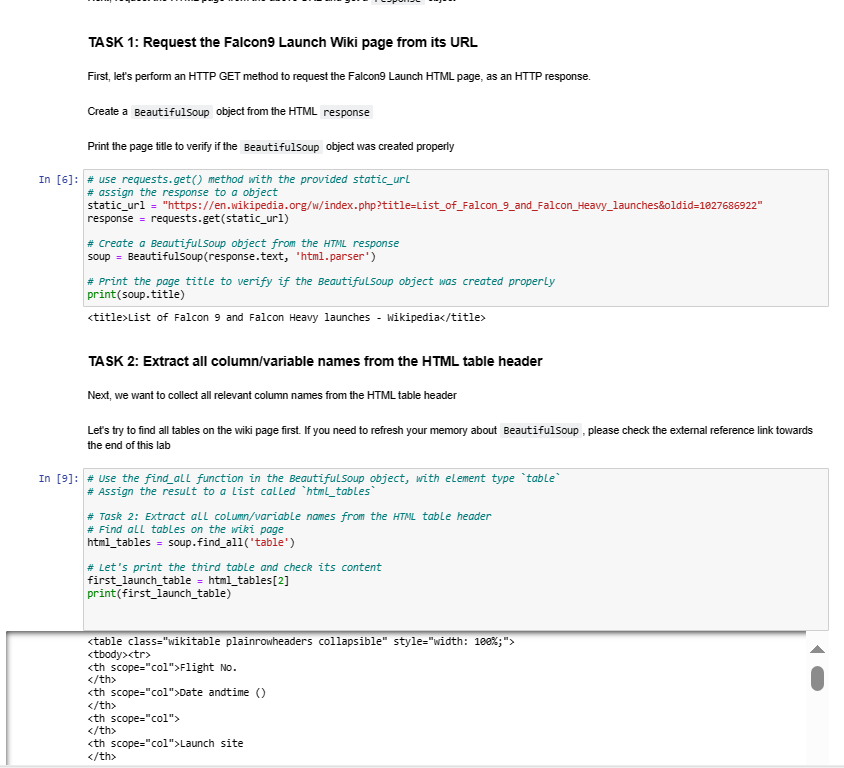 Next, request the HTML page from the above URL and get a response object
TASK 1: Request the Falcon9 Launch Wiki page from its URL
First, let's perform an HTTP GET method to request the Falcon9 Launch HTML page, as an HTTP response.
Create a BeautifulSoup object from the HTML response
Print the page title to verify if the BeautifulSoup object was created properly
In [6]: # use requests.get() method with the provided static_url
# assign the response to a object
static_url = "https://en.wikipedia.org/w/index.php?title=List_of_Falcon_9_and_Falcon_Heavy_launches&oldid=1027686922"
response = requests.get(static_url)
# Create a BeautifulSoup object from the HTML response
soup = BeautifulSoup(response.text, 'html.parser')
# Print the page title to verify if the BeautifulSoup object was created properly
print(soup.title)
<title>List of Falcon 9 and Falcon Heavy launches - Wikipedia</title>
TASK 2: Extract all column/variable names from the HTML table header
Next, we want to collect all relevant column names from the HTML table header
Let's try to find all tables on the wiki page first. If you need to refresh your memory about BeautifulSoup , please check the external reference link towards
the end of this lab
In [9]: # Use the find_all function in the BeautifulSoup object, with element type `table`
# Assign the result to a list called `html_tables`
# Task 2: Extract all column/variable names from the HTML table header
# Find all tables on the wiki page
html_tables = soup.find_all('table')
# Let's print the third table and check its content
first_launch_table = html_tables[2]
print(first_launch_table)
<table class="wikitable plainrowheaders collapsible" style="width: 100%;">
<tbody><tr>
<th scope="col">Flight No.
</th>
<th scope="col">Date andtime ()
</th>
<th scope="col">
</th>
<th scope="col">Launch site
</th>